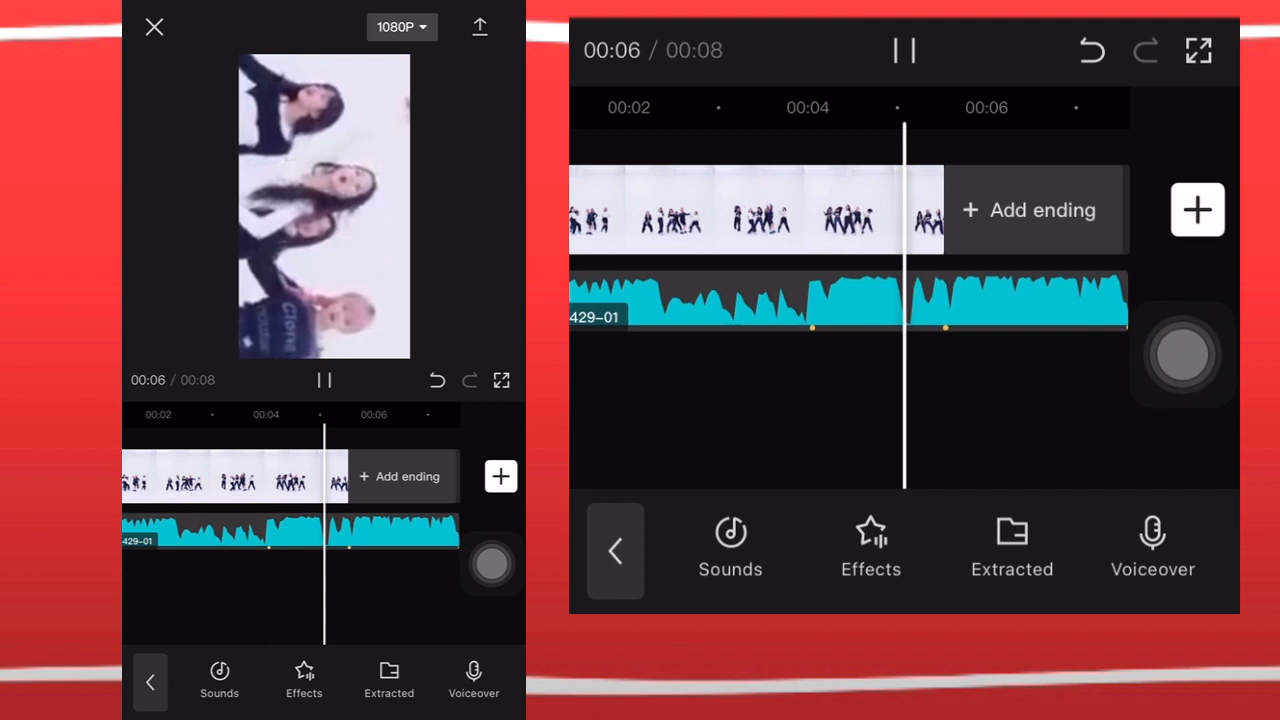 1080P
00:06 / 00:08
00:02 00:04 00:06
+ Add ending
429-01
Sounds Effects Extracted Voiceover
00:06 / 00:08
00:02 00:04 00:06
+ Add ending
429-01
Sounds Effects Extracted Voiceover